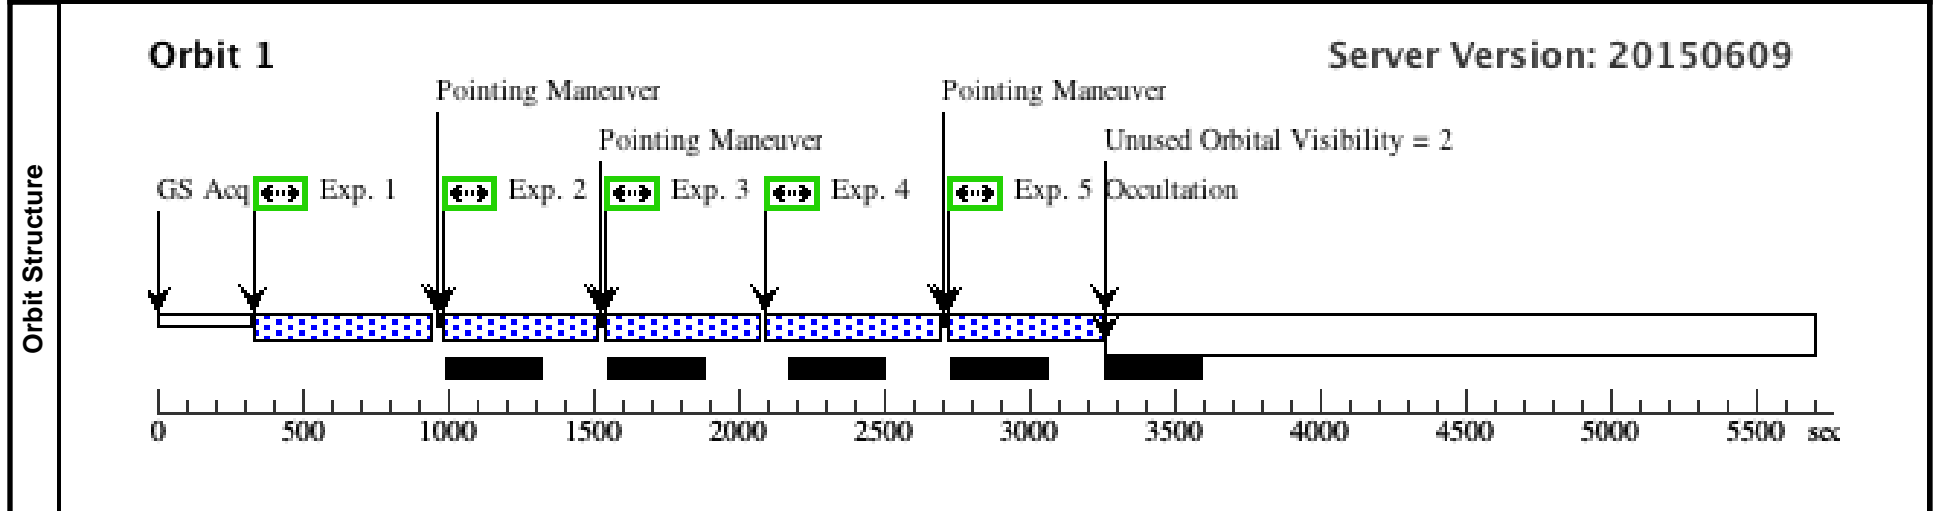 Orbit Structure
Orbit 1 Server Version: 20150609
Pointing Maneuver Pointing Maneuver
Pointing Maneuver Unused Orbital Visibility = 2
GS Acq Exp. 1 Exp. 2 Exp. 3 Exp. 4 Exp. 5 Occultation
0 500 1000 1500 2000 2500 3000 3500 4000 4500 5000 5500 sec